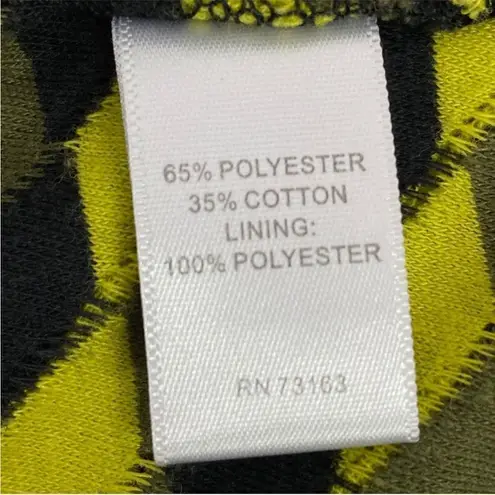 65% POLYESTER
35% COTTON
LINING:
100% POLYESTER
RN 73163